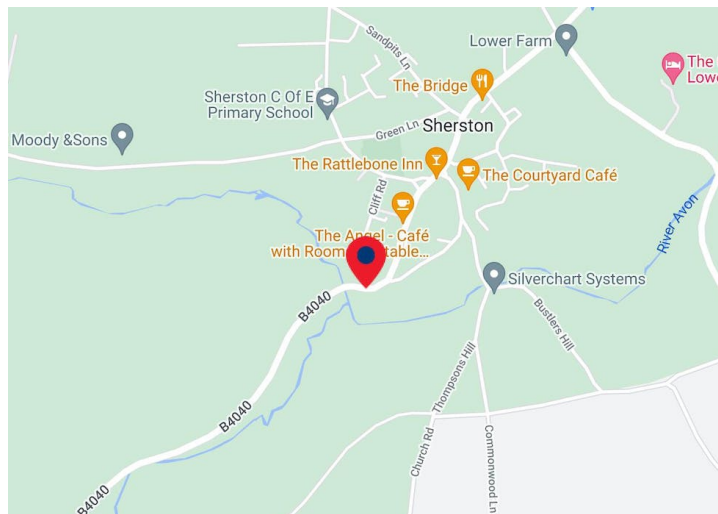 Sandpits Ln
Lower Farm
The
Lowe
The Bridge
Sherston C Of E
Primary School
Sherston
Green Ln
Moody &Sons
The Rattlebone Inn
The Courtyard Café
Cliff Rd
River Avon
The Angel - Café
with Room
table...
Silverchart Systems
B4040
Bustlers Hill
Thompsons Hill
B4040
Church Rd
Commonwood Ln
B4040